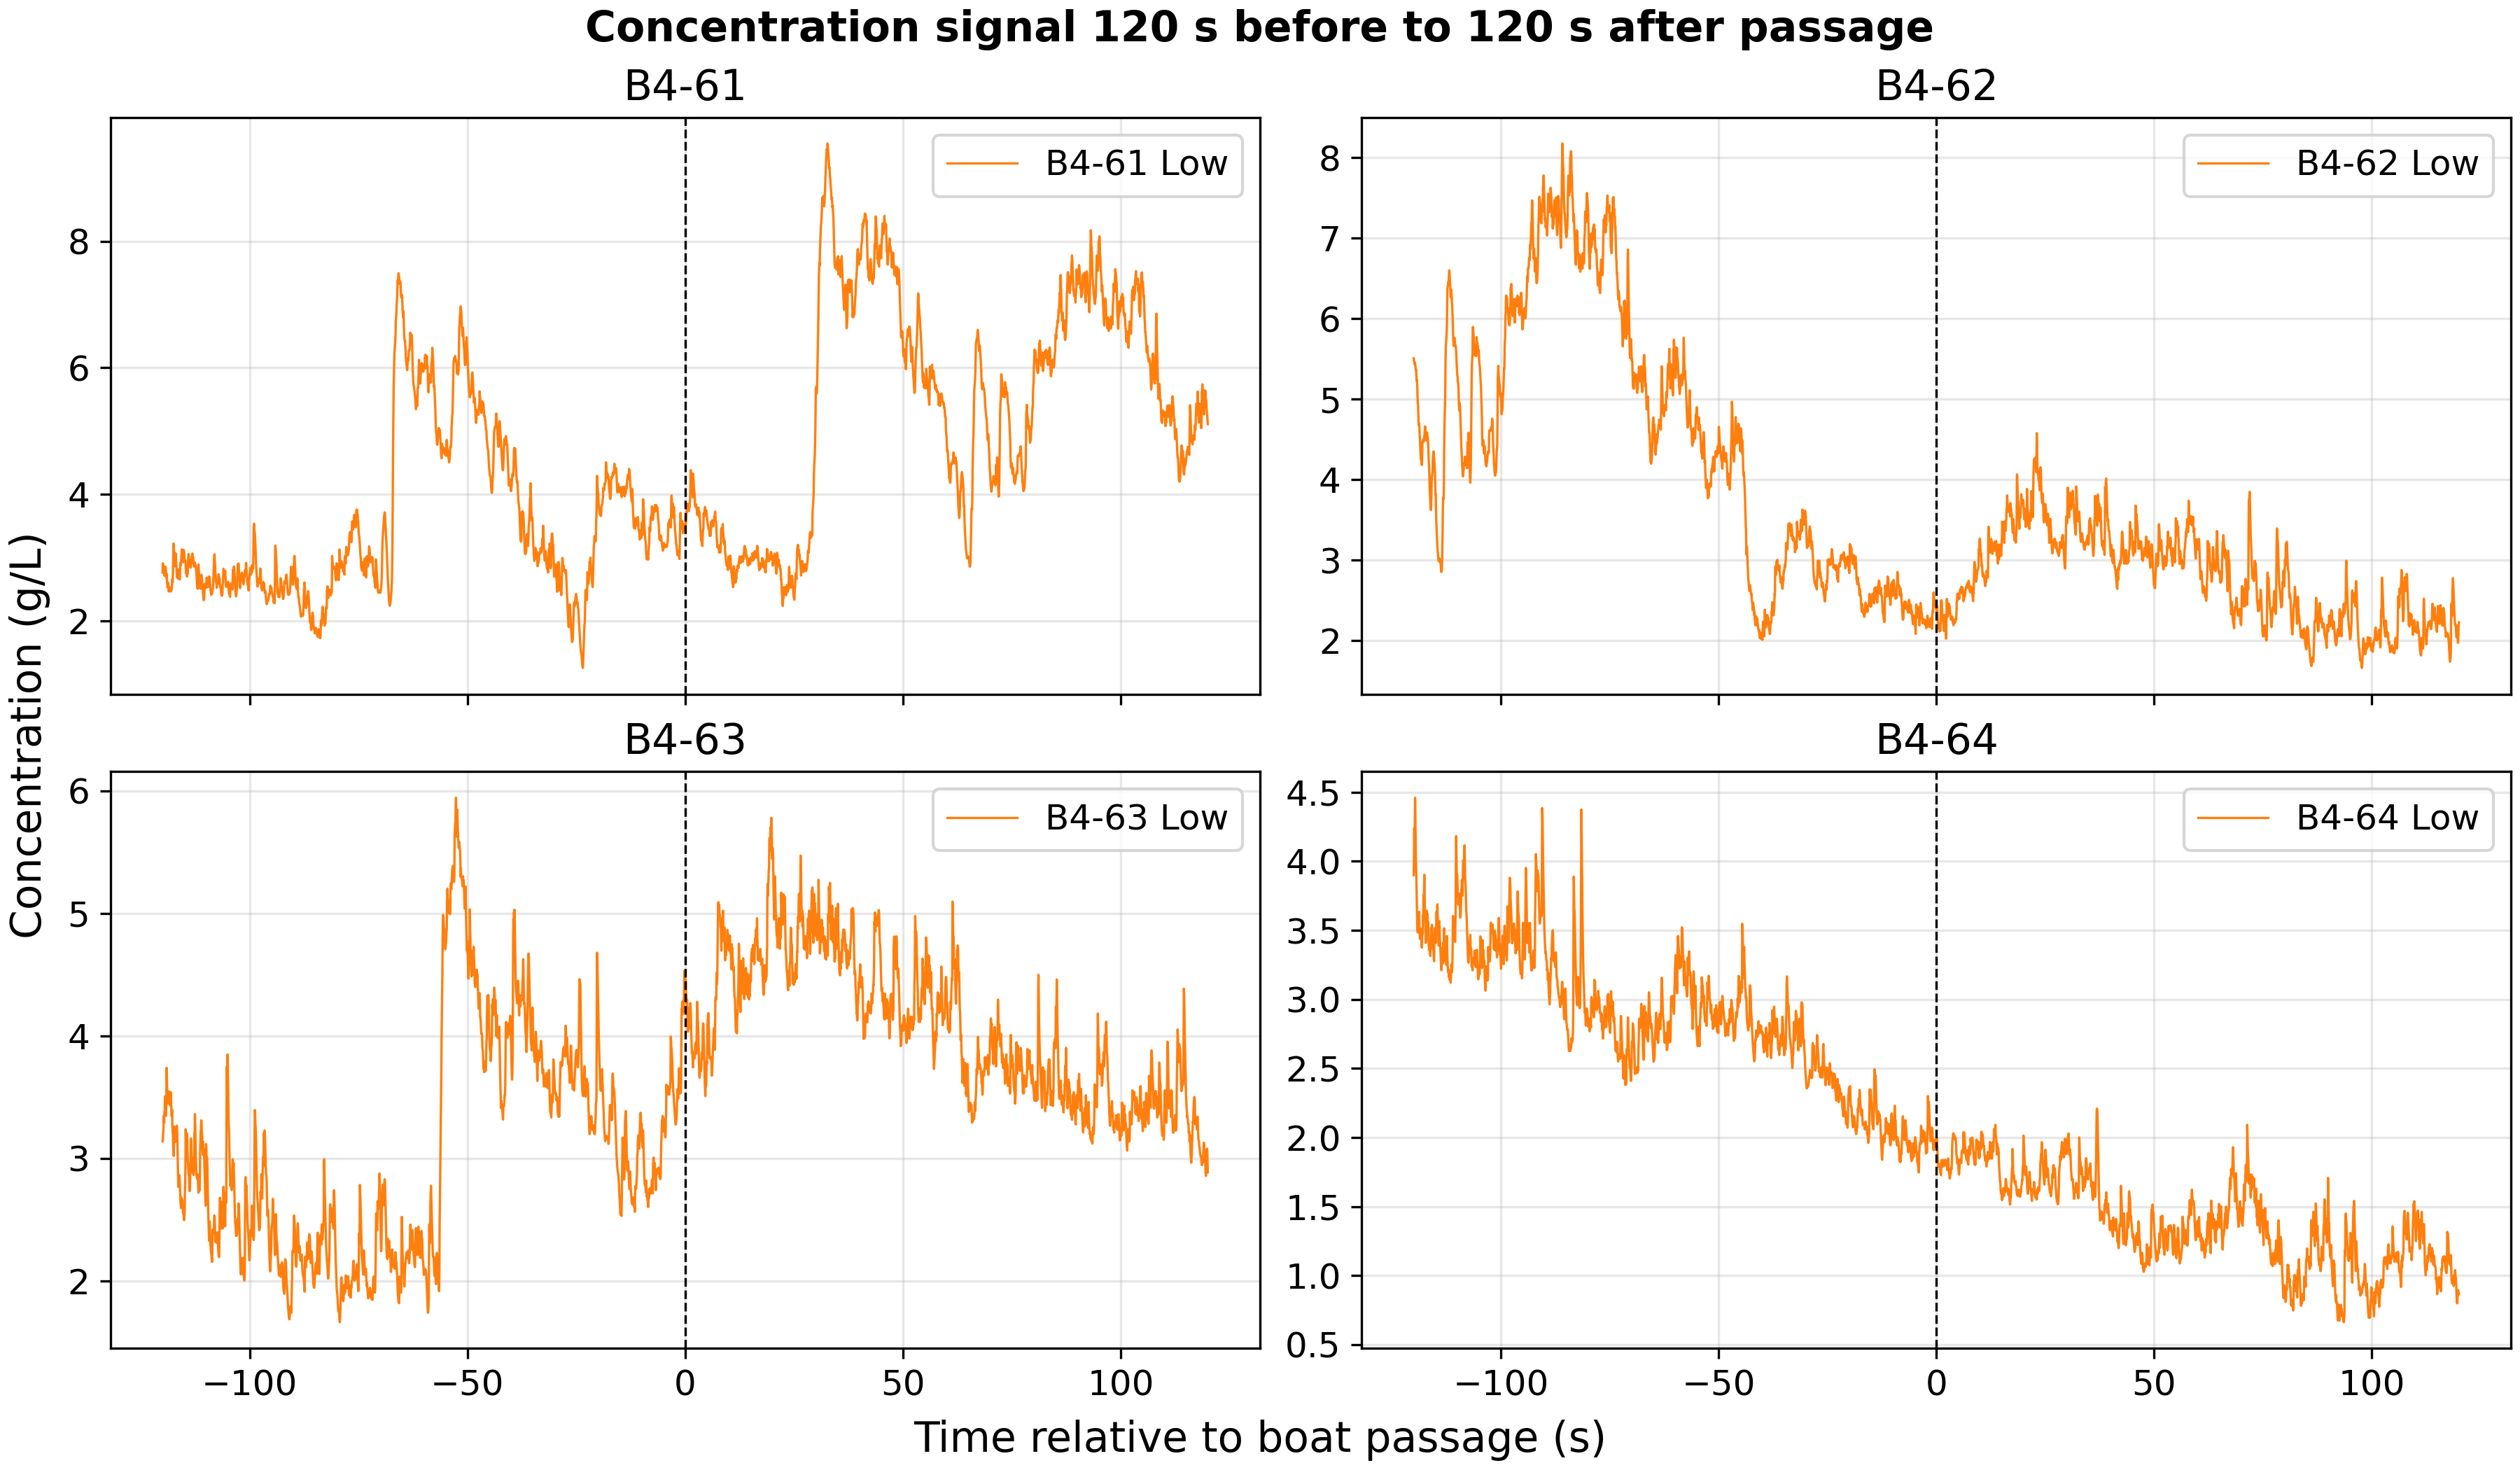 Concentration signal 120 s before to 120 s after passage
B4-61
B4-61 Low
8
6
4
2
B4-62
B4-62 Low
8
7
6
5
4
3
2
Concentration (g/L)
B4-63
B4-63 Low
6
5
4
3
2
−100 −50 0 50 100
B4-64
B4-64 Low
4.5
4.0
3.5
3.0
2.5
2.0
1.5
1.0
0.5
−100 −50 0 50 100
Time relative to boat passage (s)